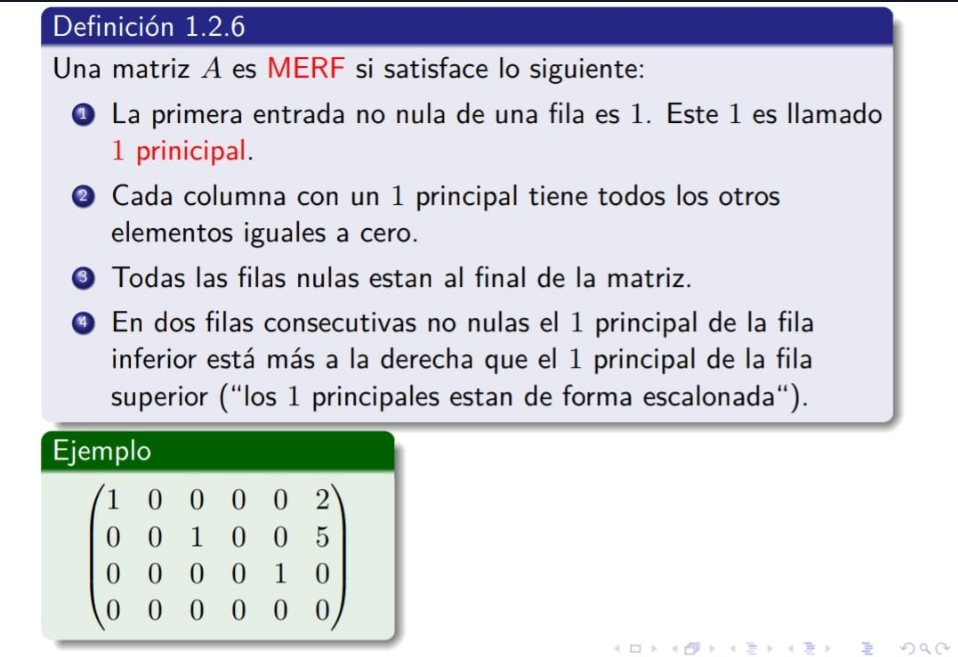 Definición 1.2.6
Una matriz A es MERF si satisface lo siguiente:
1 La primera entrada no nula de una fila es 1. Este 1 es llamado
1 prinicipal.
2 Cada columna con un 1 principal tiene todos los otros
elementos iguales a cero.
3 Todas las filas nulas estan al final de la matriz.
4 En dos filas consecutivas no nulas el 1 principal de la fila
inferior está más a la derecha que el 1 principal de la fila
superior (“los 1 principales estan de forma escalonada“).
Ejemplo
1 0 0 0 0 2
0 0 1 0 0 5
0 0 0 0 1 0
0 0 0 0 0 0